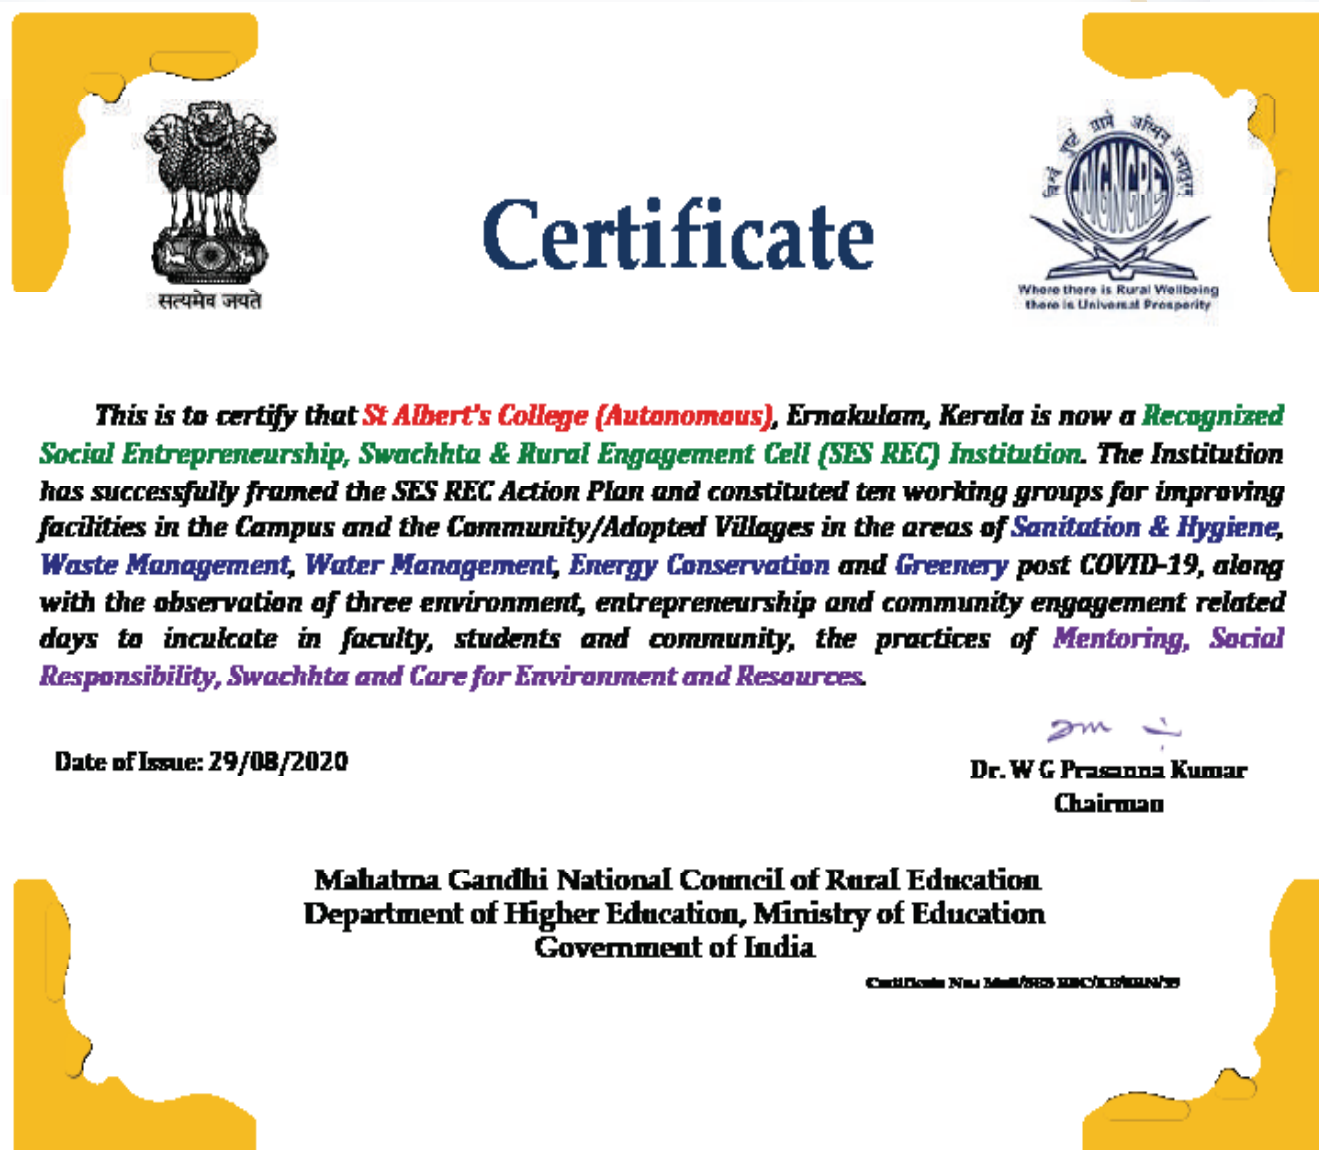 Certificate
सत्यमेव जयते
विश्वं पुष्टं ग्रामे अस्मिन् अनातुरम्
MGNCRE
Where there is Rural Wellbeing
there is Universal Prosperity
This is to certify that St Albert's College (Autonomous), Ernakulam, Kerala is now a Recognized
Social Entrepreneurship, Swachhta & Rural Engagement Cell (SES REC) Institution. The Institution
has successfully framed the SES REC Action Plan and constituted ten working groups for improving
facilities in the Campus and the Community/Adopted Villages in the areas of Sanitation & Hygiene,
Waste Management, Water Management, Energy Conservation and Greenery post COVID-19, along
with the observation of three environment, entrepreneurship and community engagement related
days to inculcate in faculty, students and community, the practices of Mentoring, Social
Responsibility, Swachhta and Care for Environment and Resources.
Date of Issue: 29/08/2020
Dr. W G Prasanna Kumar
Chairman
Mahatma Gandhi National Council of Rural Education
Department of Higher Education, Ministry of Education
Government of India
Certificate No.: